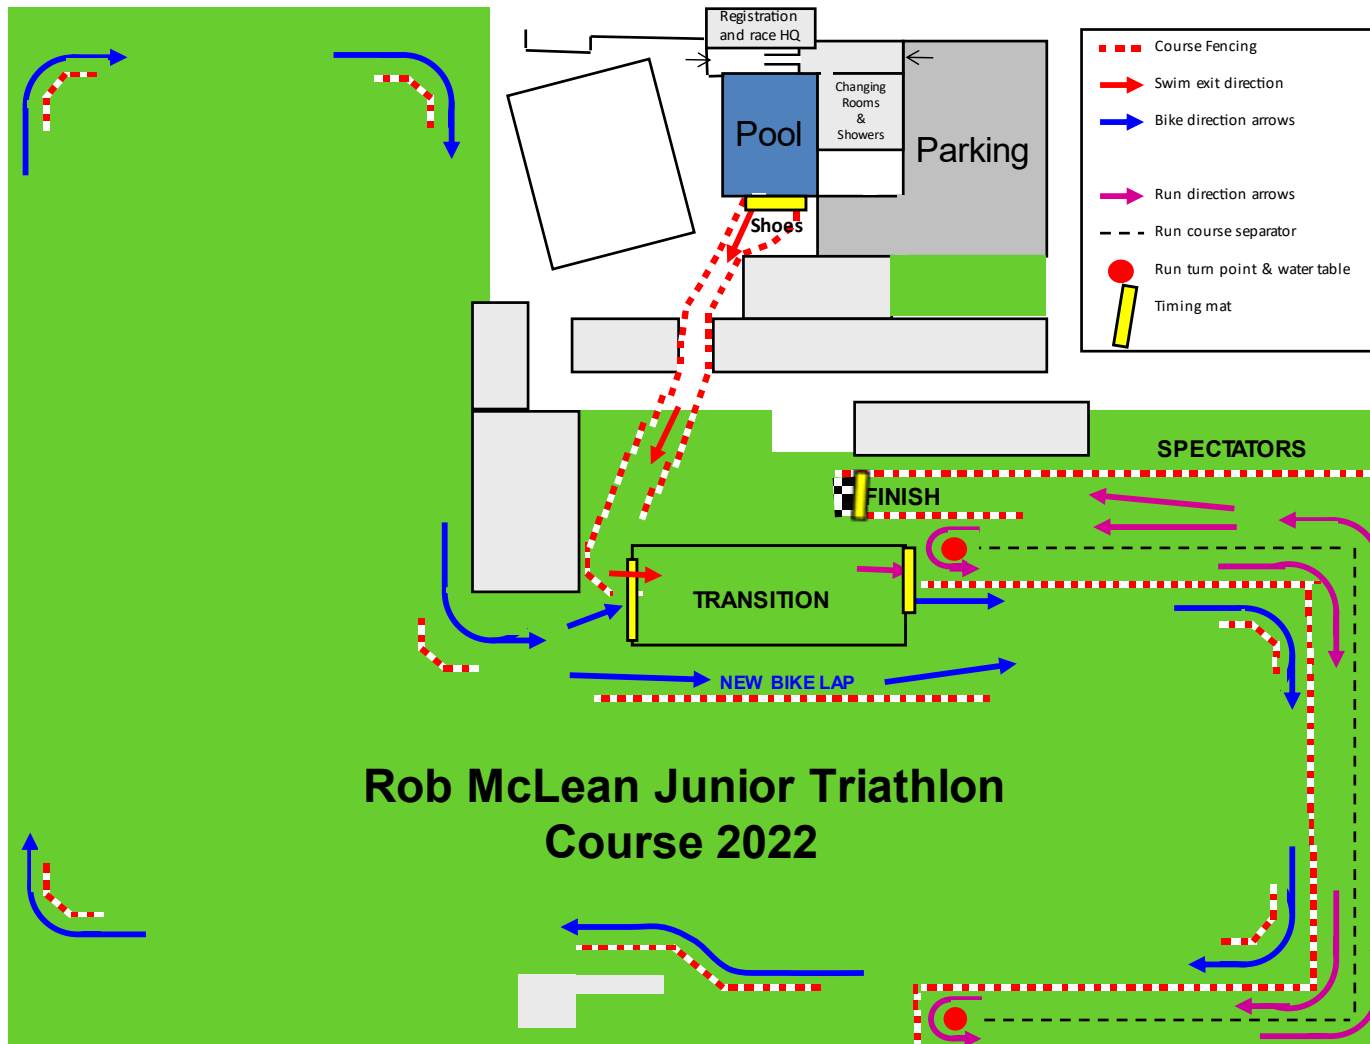 Registration
and race HQ
Changing
Rooms
&
Showers
Pool
Parking
Shoes
Course Fencing
Swim exit direction
Bike direction arrows
Run direction arrows
Run course separator
Run turn point & water table
Timing mat
SPECTATORS
FINISH
TRANSITION
NEW BIKE LAP
Rob McLean Junior Triathlon
Course 2022